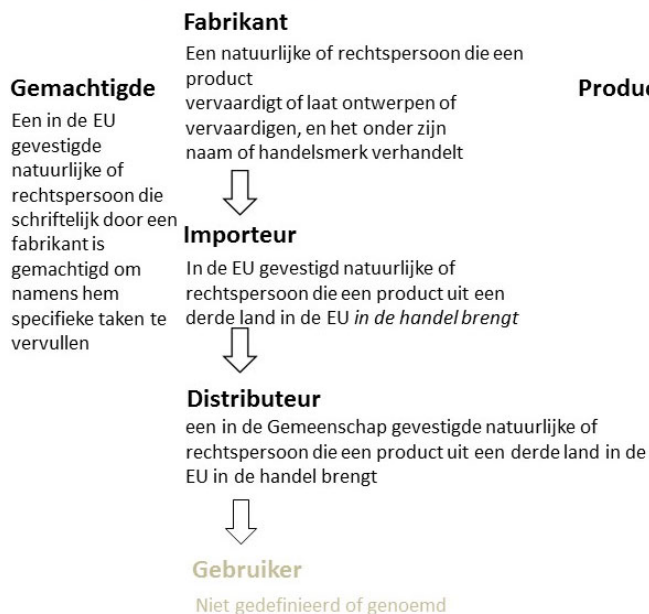 Fabrikant
Een natuurlijke of rechtspersoon die een
product
vervaardigt of laat ontwerpen of
vervaardigen, en het onder zijn
naam of handelsmerk verhandelt
Gemachtigde
Een in de EU
gevestigde
natuurlijke of
rechtspersoon die
schriftelijk door een
fabrikant is
gemachtigd om
namens hem
specifieke taken te
vervullen
Importeur
In de EU gevestigd natuurlijke of
rechtspersoon die een product uit een
derde land in de EU in de handel brengt
Distributeur
een in de Gemeenschap gevestigde natuurlijke of
rechtspersoon die een product uit een derde land in de
EU in de handel brengt
Gebruiker
Niet gedefinieerd of genoemd